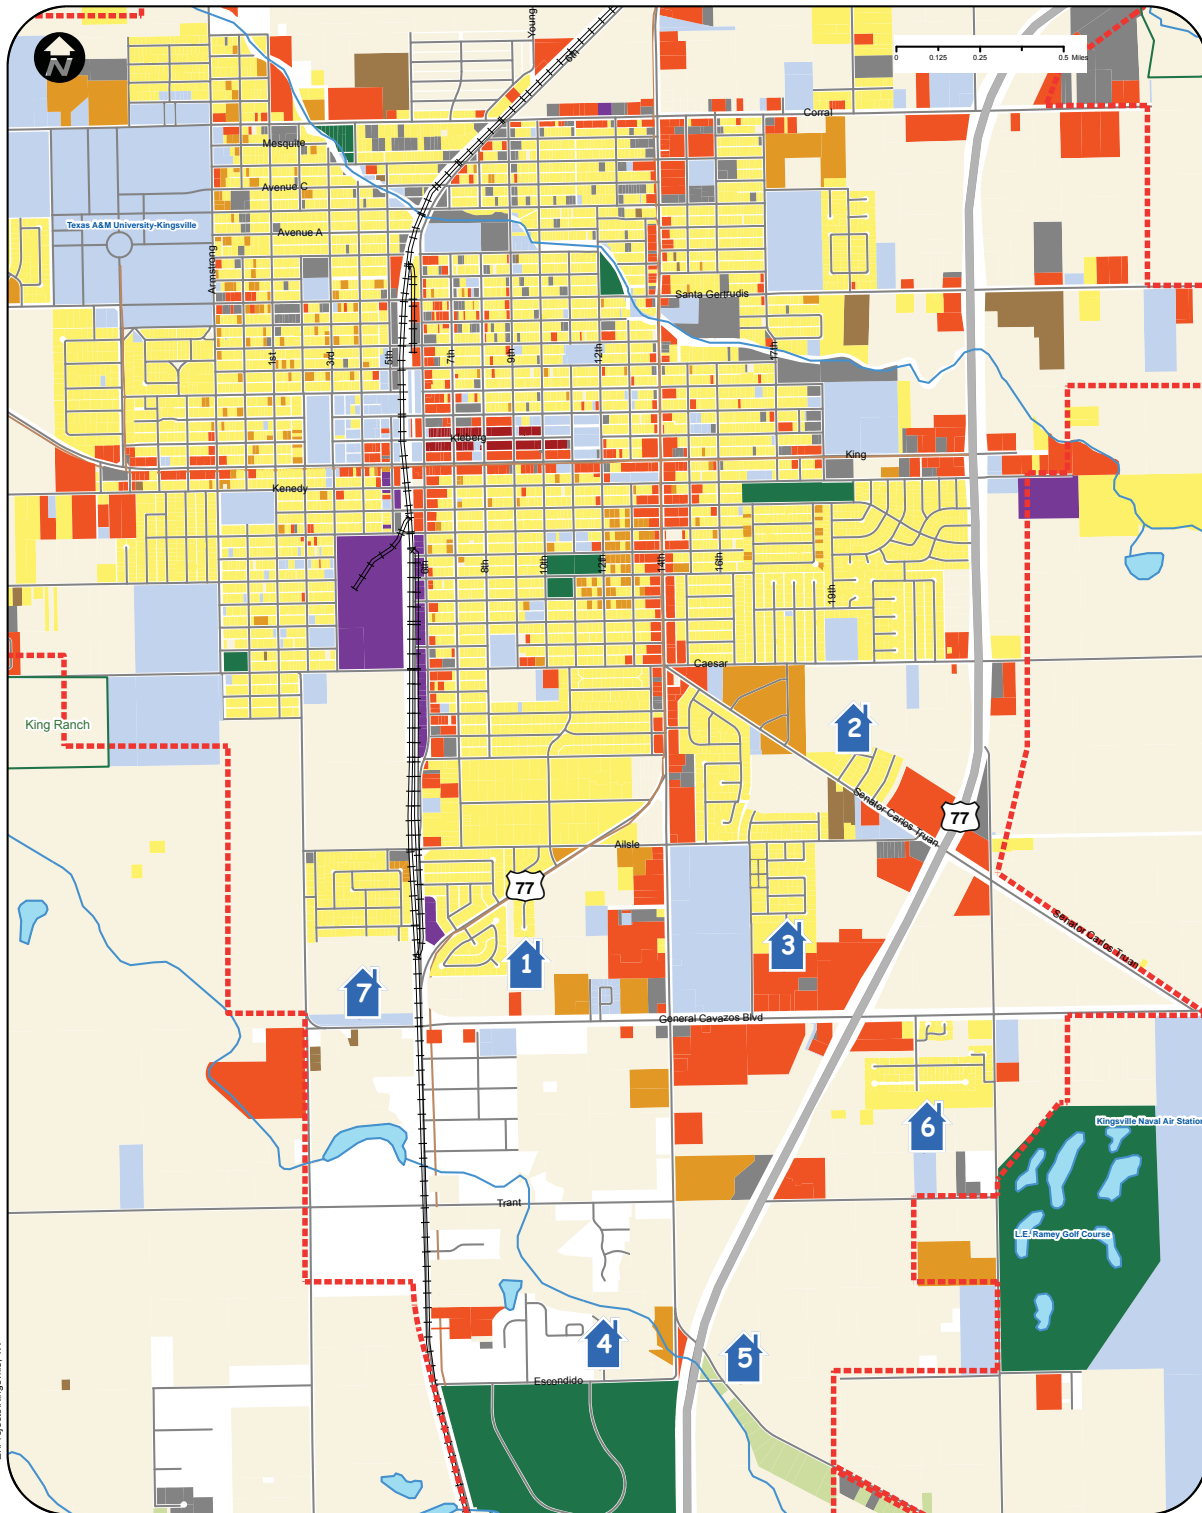 Young
6th
N
0 0.125 0.25 0.5 Miles
Corral
Mesquite
Avenue C
Texas A&M University-Kingsville
Avenue A
Armstrong
Santa Gertrudis
1st
3rd
5th
7th
9th
12th
17th
Kleberg
King
Kenedy
6th
8th
10th
12th
14th
16th
19th
Caesar
King Ranch
2
Senator Carlos Truan
77
Ailsie
77
Senator Carlos Truan
3
1
7
General Cavazos Blvd
Kingsville Naval Air Station
6
Trant
L.E. Ramey Golf Course
4
5
Escondido